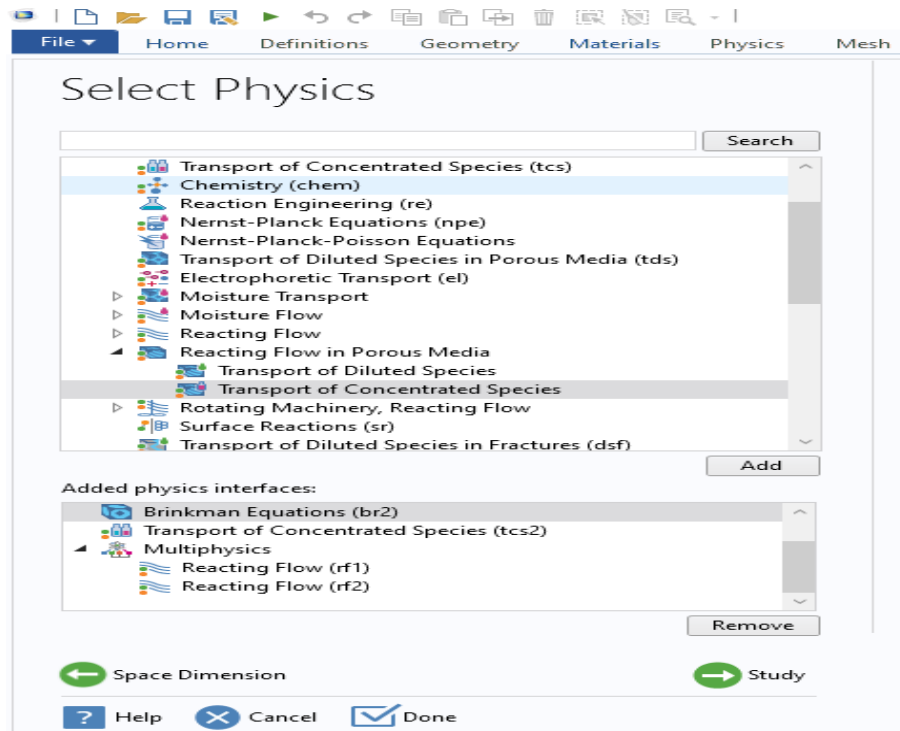 File Home Definitions Geometry Materials Physics Mesh
Select Physics
Search
Transport of Concentrated Species (tcs)
Chemistry (chem)
Reaction Engineering (re)
Nernst-Planck Equations (npe)
Nernst-Planck-Poisson Equations
Transport of Diluted Species in Porous Media (tds)
Electrophoretic Transport (el)
Moisture Transport
Moisture Flow
Reacting Flow
Reacting Flow in Porous Media
Transport of Diluted Species
Transport of Concentrated Species
Rotating Machinery, Reacting Flow
Surface Reactions (sr)
Transport of Diluted Species in Fractures (dsf)
Add
Added physics interfaces:
Brinkman Equations (br2)
Transport of Concentrated Species (tcs2)
Multiphysics
Reacting Flow (rf1)
Reacting Flow (rf2)
Remove
Space Dimension Study
? Help Cancel Done